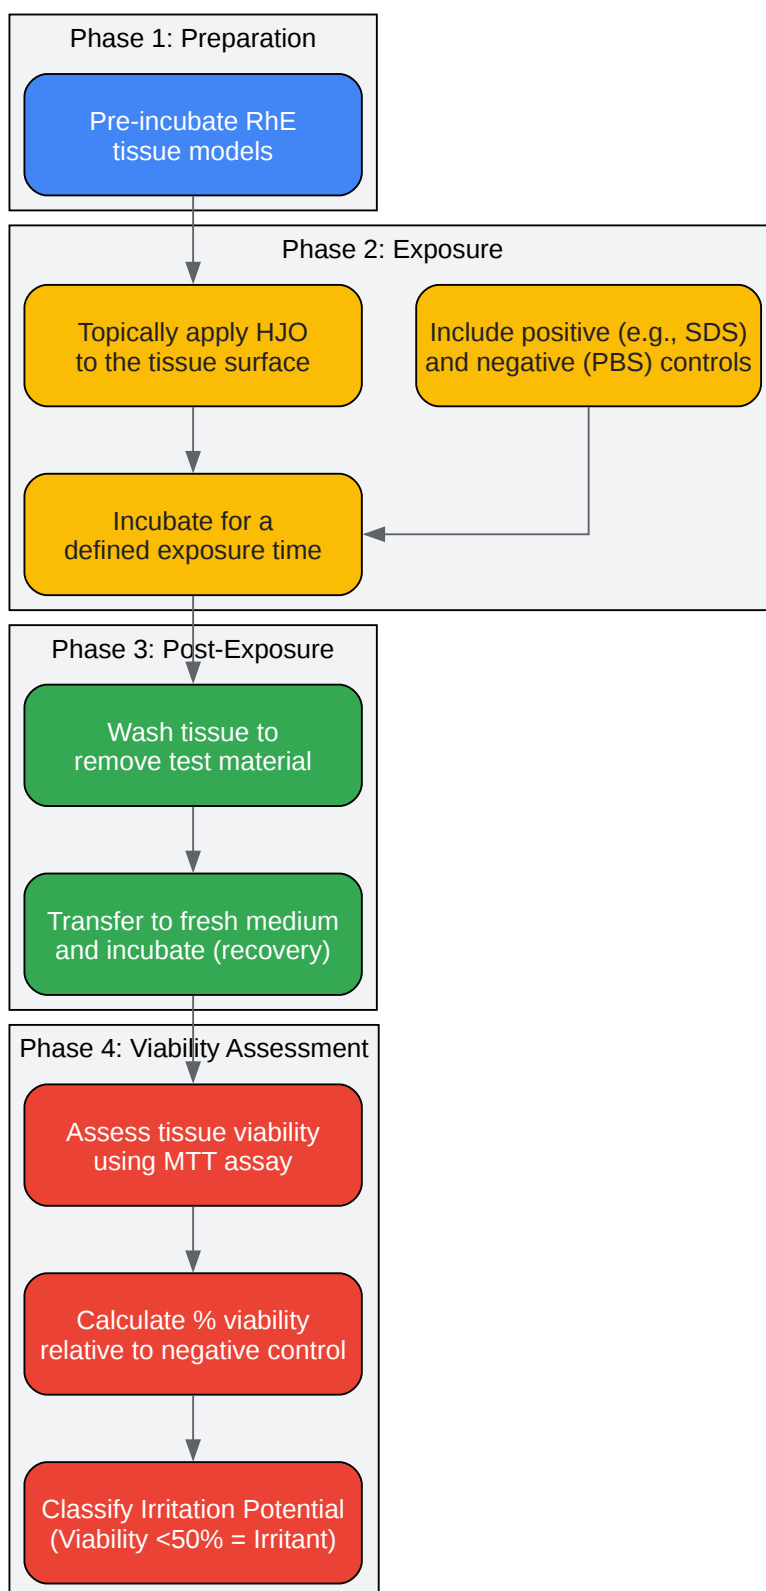 Phase 1: Preparation
Pre-incubate RhE
tissue models
Phase 2: Exposure
Topically apply HJO
to the tissue surface
Include positive (e.g., SDS)
and negative (PBS) controls
Incubate for a
defined exposure time
Phase 3: Post-Exposure
Wash tissue to
remove test material
Transfer to fresh medium
and incubate (recovery)
Phase 4: Viability Assessment
Assess tissue viability
using MTT assay
Calculate % viability
relative to negative control
Classify Irritation Potential
(Viability <50% = Irritant)